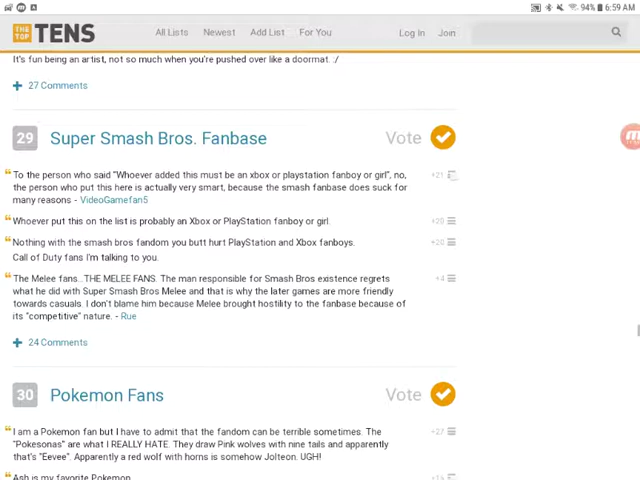 94% 6:59 AM
THE TOP TENS
All Lists Newest Add List For You Log In Join
It's fun being an artist, not so much when you're pushed over like a doormat. :/
+ 27 Comments
29 Super Smash Bros. Fanbase Vote
To the person who said "Whoever added this must be an xbox or playstation fanboy or girl", no, +21
the person who put this here is actually very smart, because the smash fanbase does suck for
many reasons - VideoGamefan5
Whoever put this on the list is probably an Xbox or PlayStation fanboy or girl. +20
Nothing with the smash bros fandom you butt hurt PlayStation and Xbox fanboys. +20
Call of Duty fans I'm talking to you.
The Melee fans...THE MELEE FANS. The man responsible for Smash Bros existence regrets +4
what he did with Super Smash Bros Melee and that is why the later games are more friendly
towards casuals. I don't blame him because Melee brought hostility to the fanbase because of
its "competitive" nature. - Rue
+ 24 Comments
30 Pokemon Fans Vote
I am a Pokemon fan but I have to admit that the fandom can be terrible sometimes. The +27
"Pokesonas" are what I REALLY HATE. They draw Pink wolves with nine tails and apparently
that's "Eevee". Apparently a red wolf with horns is somehow Jolteon. UGH!
Ash is my favorite Pokemon